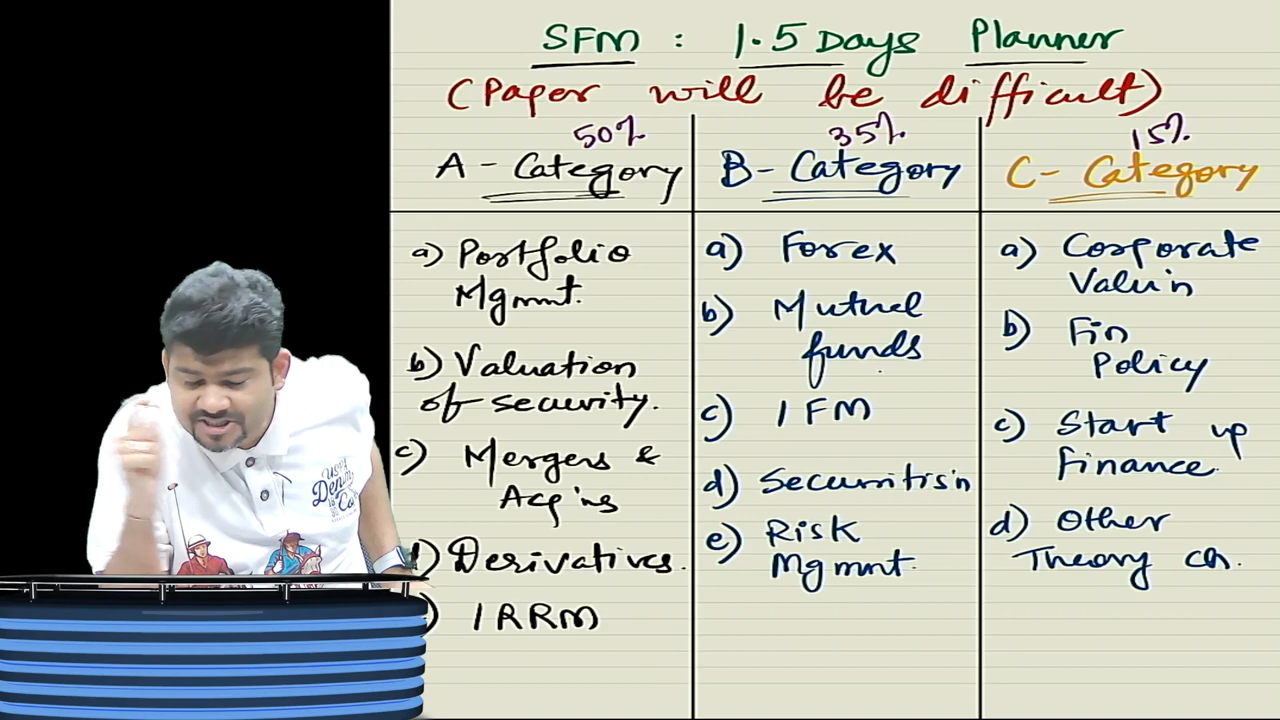 SFM : 1.5 Days Planner
(Paper will be difficult)
50%
A - Category
a) Portfolio
Mgmnt.
b) Valuation
of security.
c) Mergers &
Acq'ns
d) Derivatives.
) IRRM
35%
B - Category
a) Forex
b) Mutual
funds
c) IFM
d) Securitis'n
e) Risk
Mgmnt.
15%
C - Category
a) Corporate
Valu'n
b) Fin
Policy
c) Start up
Finance.
d) Other
Theory ch.
Denim
Co